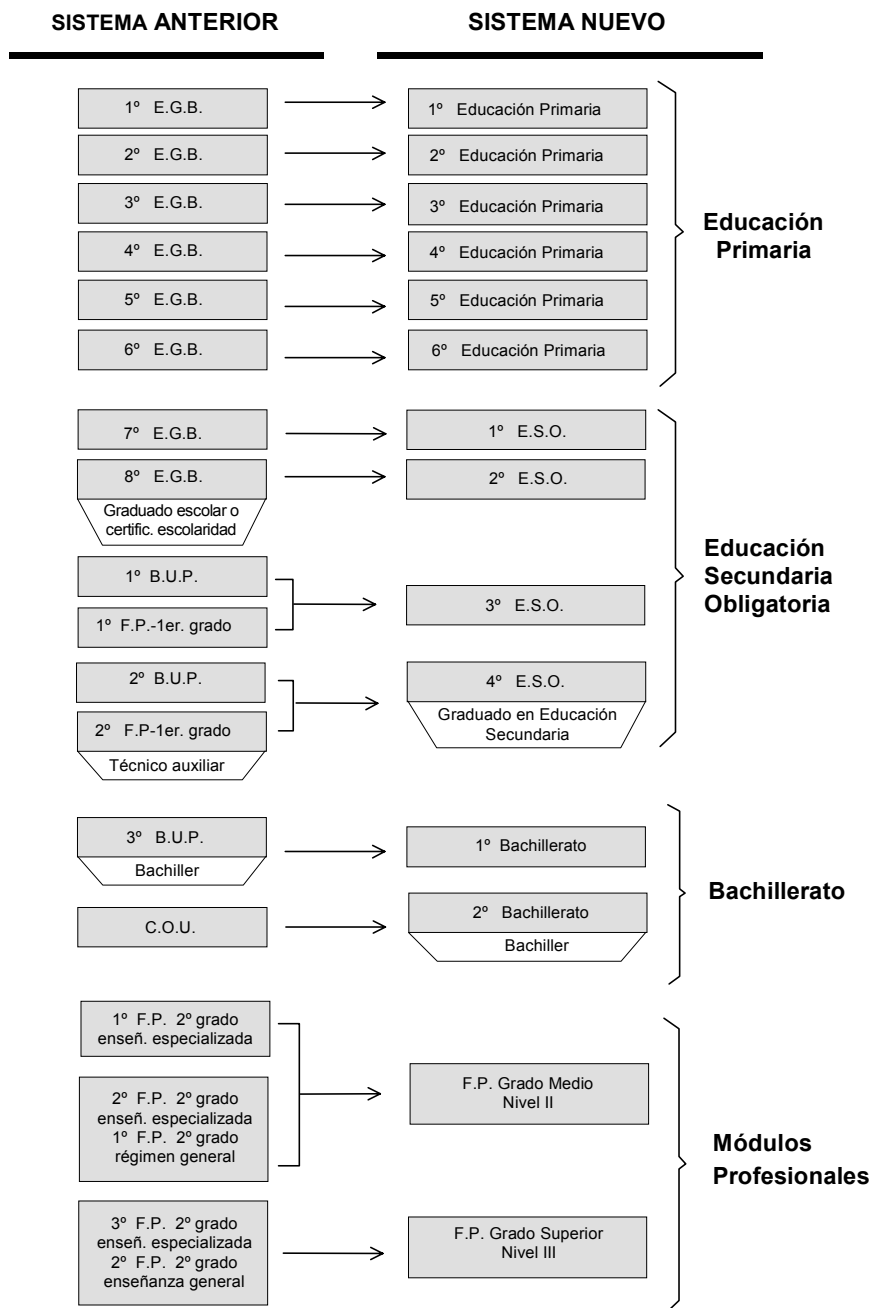 SISTEMA ANTERIOR
SISTEMA NUEVO
1º E.G.B.
1º Educación Primaria
2º E.G.B.
2º Educación Primaria
3º E.G.B.
3º Educación Primaria
4º E.G.B.
4º Educación Primaria
5º E.G.B.
5º Educación Primaria
6º E.G.B.
6º Educación Primaria
Educación
Primaria
7º E.G.B.
1º E.S.O.
8º E.G.B.
2º E.S.O.
Graduado escolar o
certific. escolaridad
1º B.U.P.
1º F.P.-1er. grado
3º E.S.O.
2º B.U.P.
2º F.P-1er. grado
Técnico auxiliar
4º E.S.O.
Graduado en Educación
Secundaria
Educación
Secundaria
Obligatoria
3º B.U.P.
Bachiller
1º Bachillerato
C.O.U.
2º Bachillerato
Bachiller
Bachillerato
1º F.P. 2º grado
enseñ. especializada
2º F.P. 2º grado
enseñ. especializada
1º F.P. 2º grado
régimen general
F.P. Grado Medio
Nivel II
3º F.P. 2º grado
enseñ. especializada
2º F.P. 2º grado
enseñanza general
F.P. Grado Superior
Nivel III
Módulos
Profesionales